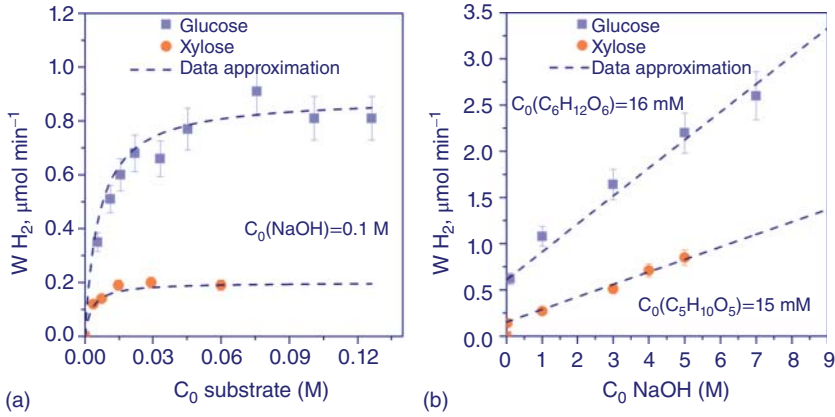 Glucose
Xylose
Data approximation
C₀(NaOH)=0.1 M
W H₂, μmol min⁻¹
1.2
1.0
0.8
0.6
0.4
0.2
0.0
0.00 0.03 0.06 0.09 0.12
C₀ substrate (M)
(a)
Glucose
Xylose
Data approximation
C₀(C₆H₁₂O₆)=16 mM
C₀(C₅H₁₀O₅)=15 mM
W H₂, μmol min⁻¹
3.5
3.0
2.5
2.0
1.5
1.0
0.5
0.0
0 1 2 3 4 5 6 7 8 9
C₀ NaOH (M)
(b)